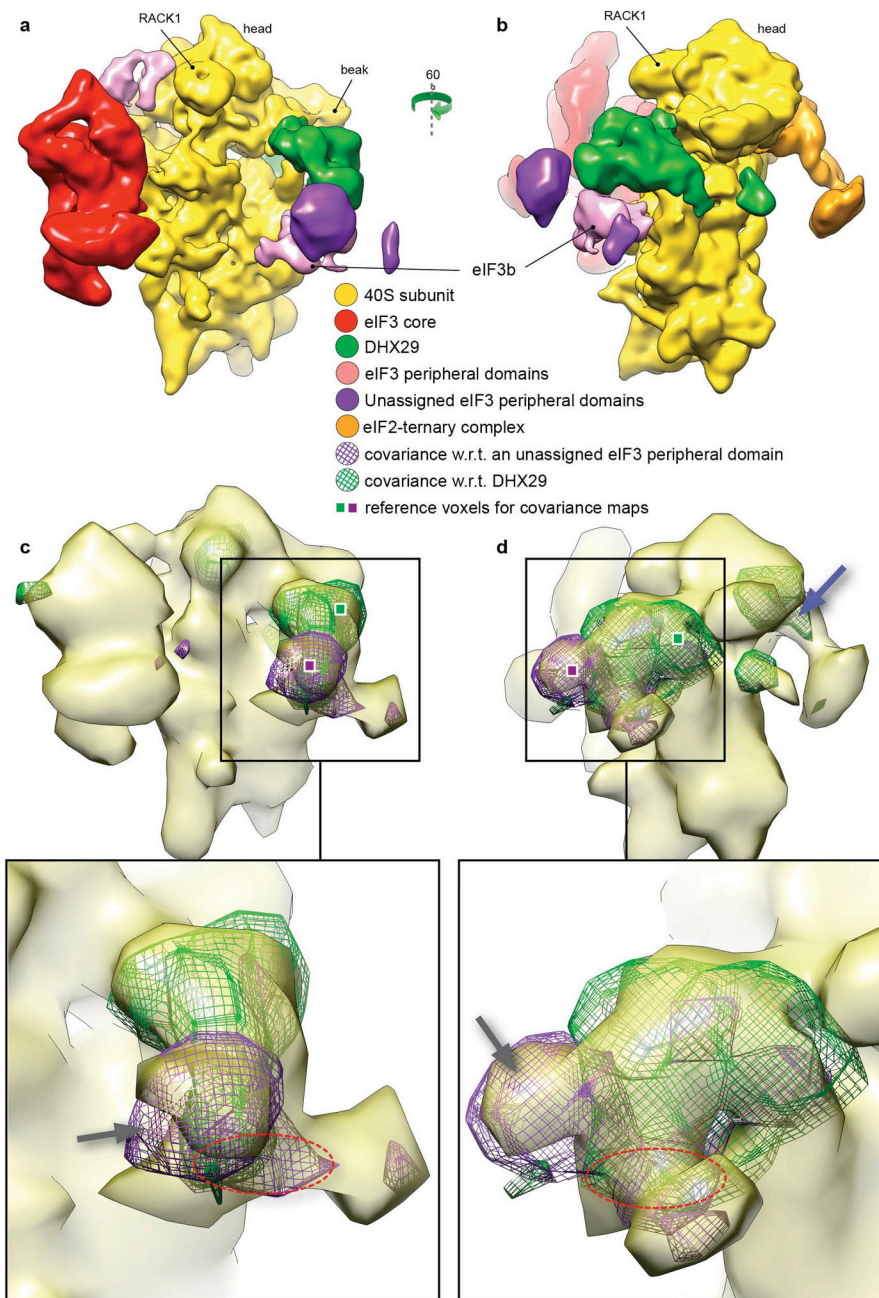 a
RACK1
head
beak
60
°
b
RACK1
head
eIF3b
40S subunit
eIF3 core
DHX29
eIF3 peripheral domains
Unassigned eIF3 peripheral domains
eIF2-ternary complex
covariance w.r.t. an unassigned eIF3 peripheral domain
covariance w.r.t. DHX29
reference voxels for covariance maps
c
d